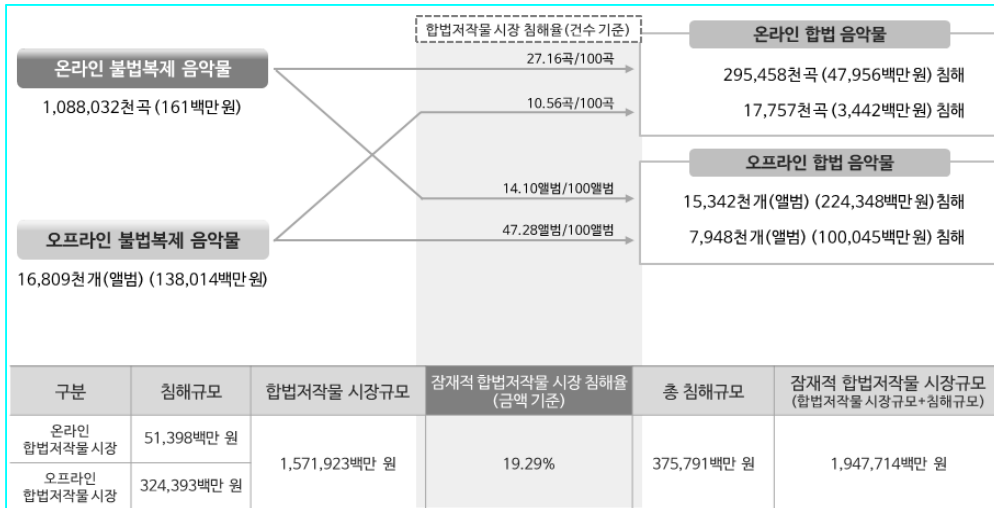 합법저작물 시장 침해율 (건수 기준)
온라인 불법복제 음악물
1,088,032천곡 (161백만 원)
27.16곡/100곡
10.56곡/100곡
온라인 합법 음악물
295,458천곡 (47,956백만 원) 침해
17,757천곡 (3,442백만 원) 침해
오프라인 불법복제 음악물
16,809천개(앨범) (138,014백만 원)
14.10앨범/100앨범
47.28앨범/100앨범
오프라인 합법 음악물
15,342천개(앨범) (224,348백만 원)침해
7,948천개(앨범) (100,045백만 원) 침해
구분 침해규모 합법저작물 시장규모 잠재적 합법저작물 시장 침해율 총 침해규모 잠재적 합법저작물 시장규모
(금액 기준) (합법저작물 시장규모+침해규모)
온라인
합법저작물 시장 51,398백만 원
1,571,923백만 원 19.29% 375,791백만 원 1,947,714백만 원
오프라인
합법저작물 시장 324,393백만 원